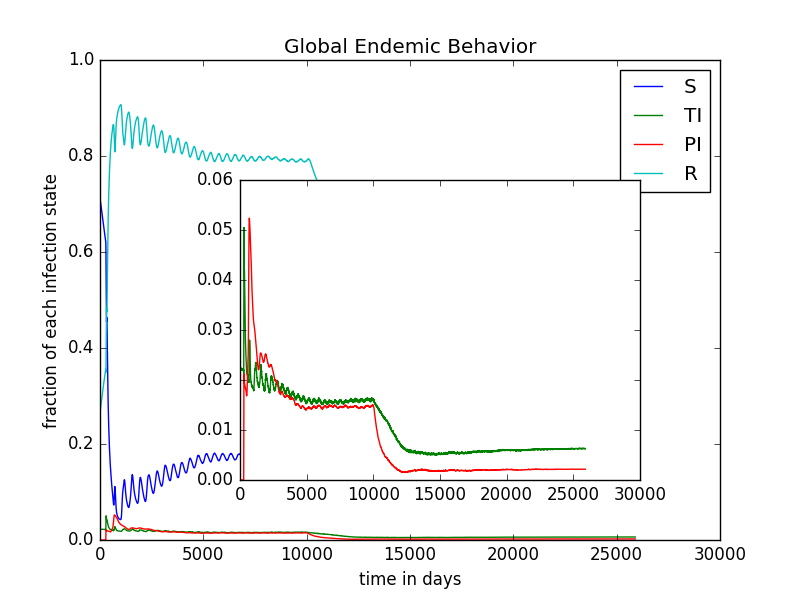 Global Endemic Behavior
S
TI
PI
R
fraction of each infection state
1.0
0.8
0.6
0.4
0.2
0.0
0.06
0.05
0.04
0.03
0.02
0.01
0.00
0 5000 10000 15000 20000 25000 30000
0 5000 10000 15000 20000 25000 30000
time in days